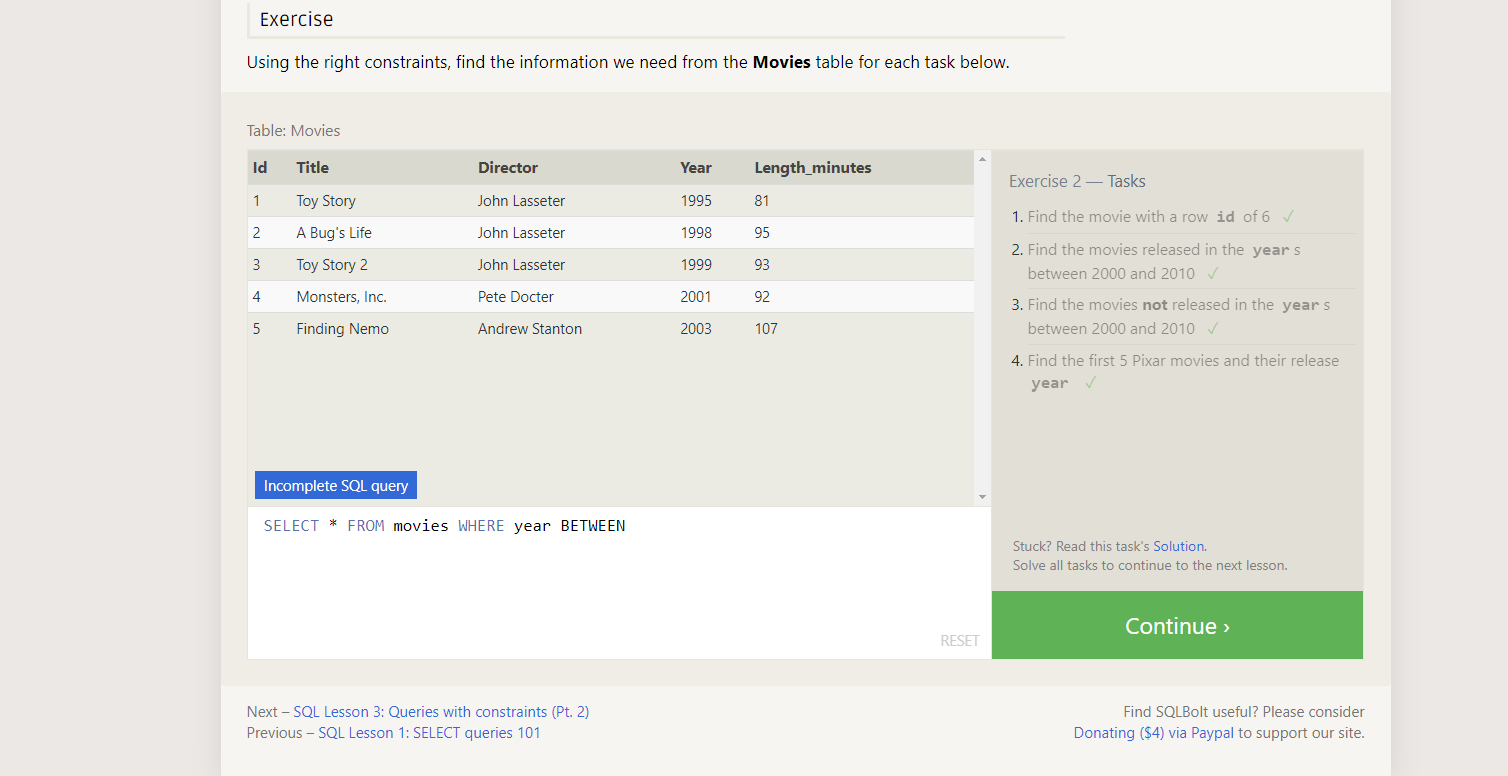 Exercise
Using the right constraints, find the information we need from the Movies table for each task below.
Table: Movies
Id Title Director Year Length_minutes
1 Toy Story John Lasseter 1995 81
2 A Bug's Life John Lasseter 1998 95
3 Toy Story 2 John Lasseter 1999 93
4 Monsters, Inc. Pete Docter 2001 92
5 Finding Nemo Andrew Stanton 2003 107
Incomplete SQL query
SELECT * FROM movies WHERE year BETWEEN
RESET
Exercise 2 — Tasks
1. Find the movie with a row id of 6 ✓
2. Find the movies released in the year s
between 2000 and 2010 ✓
3. Find the movies not released in the year s
between 2000 and 2010 ✓
4. Find the first 5 Pixar movies and their release
year ✓
Stuck? Read this task's Solution.
Solve all tasks to continue to the next lesson.
Continue ›
Next – SQL Lesson 3: Queries with constraints (Pt. 2)
Previous – SQL Lesson 1: SELECT queries 101
Find SQLBolt useful? Please consider
Donating ($4) via Paypal to support our site.